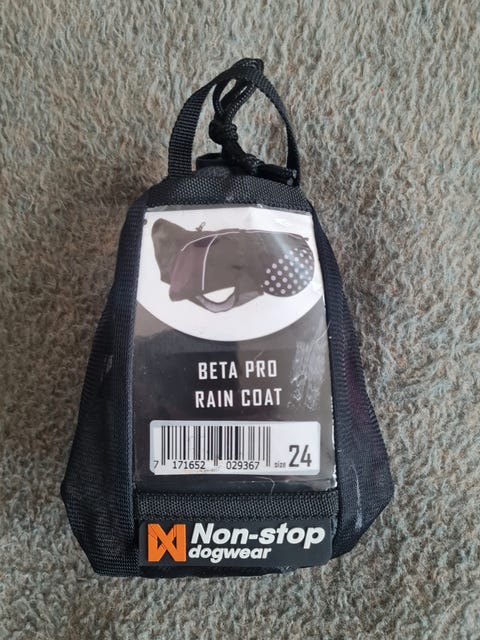 BETA PRO
RAIN COAT
7 171652 029367 size 24
Non-stop
dogwear